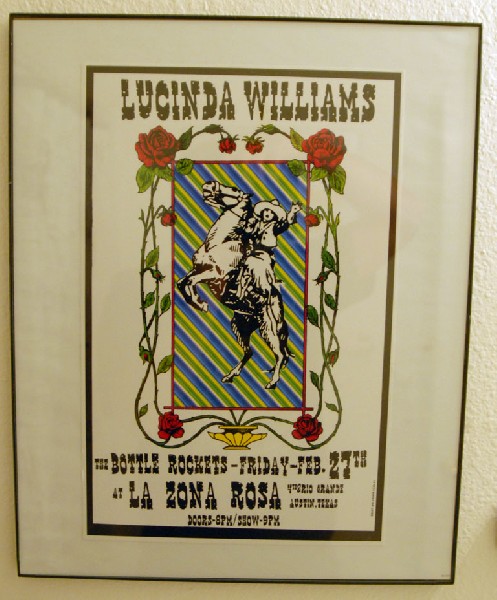 LUCINDA WILLIAMS
THE BOTTLE ROCKETS-FRIDAY-FEB. 27TH
AT LA ZONA ROSA 4TH & RIO GRANDE
AUSTIN, TEXAS
DOORS-8PM/SHOW-9PM